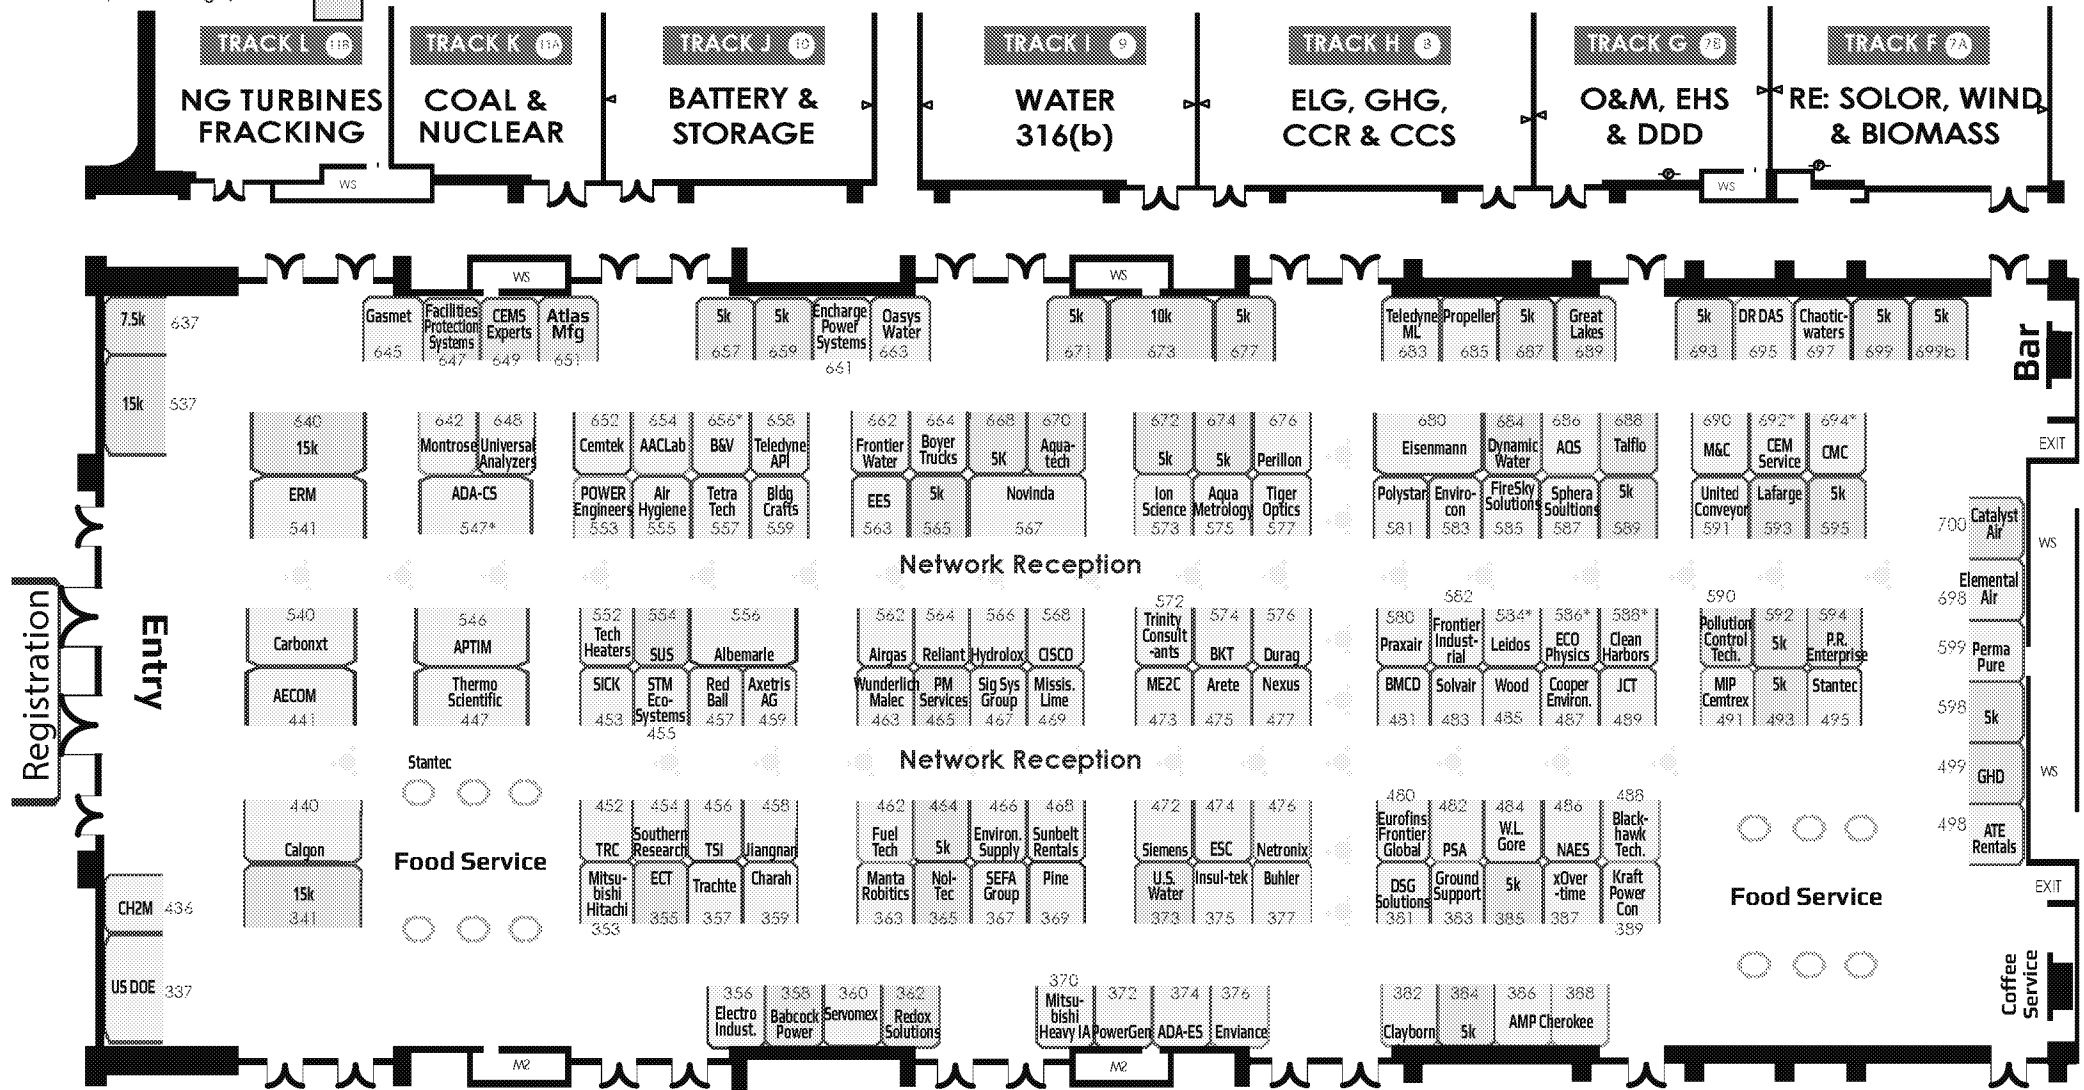 TRACK L 11B
TRACK K 11A
TRACK J 10
TRACK I 9
TRACK H 8
TRACK G 7B
TRACK F 7A
NG TURBINES
FRACKING
COAL &
NUCLEAR
BATTERY &
STORAGE
WATER
316(b)
ELG, GHG,
CCR & CCS
O&M, EHS
& DDD
RE: SOLOR, WIND
& BIOMASS
WS
WS
WS
WS
7.5k 637
15k 537
Gasmet
645
Facilities
Protection
Systems
647
CEMS
Experts
649
Atlas
Mfg
651
5k
657
5k
659
Encharge
Power
Systems
661
Oasys
Water
663
5k
671
10k
673
5k
677
Teledyne
ML
683
Propeller
685
5k
687
Great
Lakes
689
5k
693
DR DAS
695
Chaotic-
waters
697
5k
699
5k
699b
Bar
EXIT
640
15k
642
Montrose
648
Universal
Analyzers
652
Cemtek
654
AACLab
656*
B&V
658
Teledyne
API
662
Frontier
Water
664
Boyer
Trucks
668
5K
670
Aqua-
tech
672
5k
674
5k
676
Perillon
680
Eisenmann
684
Dynamic
Water
686
AQS
688
Talflo
690
M&C
692*
CEM
Service
694*
CMC
ERM
541
ADA-CS
547*
POWER
Engineers
553
Air
Hygiene
555
Tetra
Tech
557
Bldg
Crafts
559
EES
563
5k
565
Novinda
567
Ion
Science
573
Aqua
Metrology
575
Tiger
Optics
577
Polystar
581
Enviro-
con
583
FireSky
Solutions
585
Sphera
Soultions
587
5k
589
United
Conveyor
591
Lafarge
593
5k
595
700 Catalyst
Air
WS
Network Reception
Elemental
698 Air
Registration
Entry
540
Carbonxt
546
APTIM
552
Tech
Heaters
554
SUS
556
Albemarle
562
Airgas
564
Reliant
566
Hydrolox
568
CISCO
572
Trinity
Consult
-ants
574
BKT
576
Durag
580
Praxair
582
Frontier
Indust-
rial
584*
Leidos
586*
ECO
Physics
588*
Clean
Harbors
590
Pollution
Control
Tech.
592
5k
594
P.R.
Enterprise
599 Perma
Pure
AECOM
441
Thermo
Scientific
447
SICK
453
STM
Eco-
Systems
455
Red
Ball
457
Axetris
AG
459
Wunderlich
Malec
463
PM
Services
465
Sig Sys
Group
467
Missis.
Lime
469
ME2C
473
Arete
475
Nexus
477
BMCD
481
Solvair
483
Wood
485
Cooper
Environ.
487
JCT
489
MIP
Cemtrex
491
5k
493
Stantec
495
598 5k
Stantec
Network Reception
499 GHD
WS
440
Calgon
Food Service
452
TRC
454
Southern
Research
456
TSI
458
Jiangnan
462
Fuel
Tech
464
5k
466
Environ.
Supply
468
Sunbelt
Rentals
472
Siemens
474
ESC
476
Netronix
480
Eurofins
Frontier
Global
482
PSA
484
W.L.
Gore
486
NAES
488
Black-
hawk
Tech.
498 ATE
Rentals
15k
341
Mitsu-
bishi
Hitachi
353
ECT
355
Trachte
357
Charah
359
Manta
Robitics
363
Nol-
Tec
365
SEFA
Group
367
Pine
369
U.S.
Water
373
Insul-tek
375
Buhler
377
DSG
Solutions
381
Ground
Support
383
5k
385
xOver
-time
387
Kraft
Power
Con
389
Food Service
EXIT
CH2M 436
US DOE 337
356
Electro
Indust.
358
Babcock
Power
360
Servomex
362
Redox
Solutions
370
Mitsu-
bishi
Heavy IA
372
PowerGen
374
ADA-ES
376
Enviance
382
Clayborn
384
5k
386 388
AMP Cherokee
Coffee
Service
WS
WS